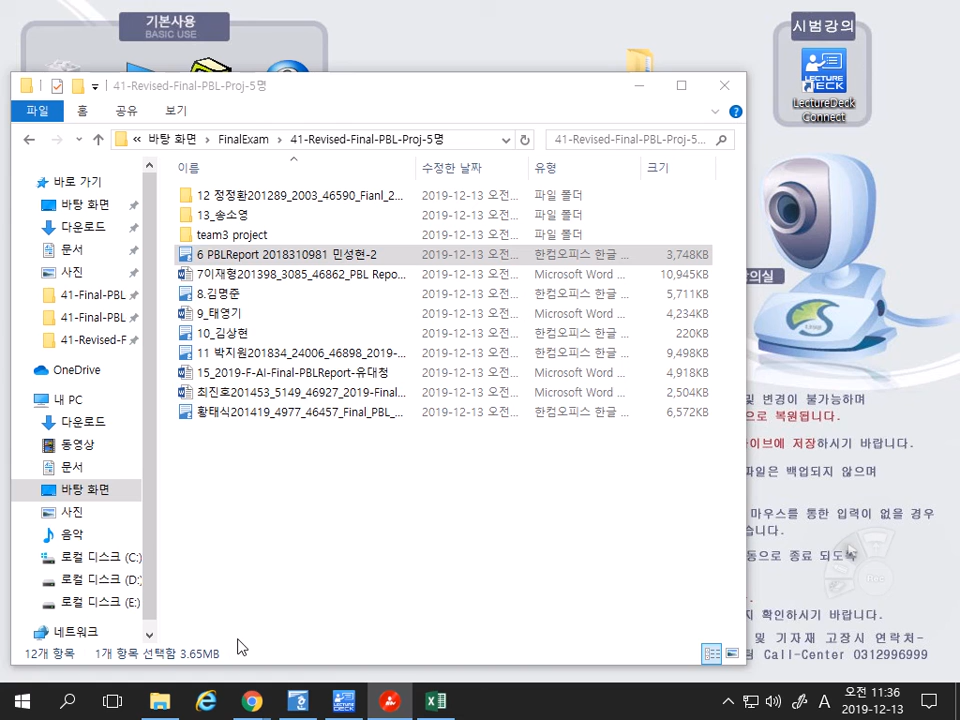 기본사용
BASIC USE
시범강의
LECTURE
DECK
LectureDeck
Connect
41-Revised-Final-PBL-Proj-5명
파일 홈 공유 보기
« 바탕 화면 › FinalExam › 41-Revised-Final-PBL-Proj-5명
41-Revised-Final-PBL-Proj-5...
이름 수정한 날짜 유형 크기
바로 가기
바탕 화면
다운로드
문서
사진
41-Final-PBL
41-Final-PBL
41-Revised-F
OneDrive
내 PC
다운로드
동영상
문서
바탕 화면
사진
음악
로컬 디스크 (C:)
로컬 디스크 (D:)
로컬 디스크 (E:)
네트워크
12 정정환201289_2003_46590_Fianl_2... 2019-12-13 오전... 파일 폴더
13_송소영 2019-12-13 오전... 파일 폴더
team3 project 2019-12-13 오전... 파일 폴더
6 PBLReport 2018310981 민성현-2 2019-12-13 오전... 한컴오피스 한글 ... 3,748KB
7이재형201398_3085_46862_PBL Repo... 2019-12-13 오전... Microsoft Word ... 10,945KB
8.김명준 2019-12-13 오전... 한컴오피스 한글 ... 5,711KB
9_태영기 2019-12-13 오전... Microsoft Word ... 4,234KB
10_김상현 2019-12-13 오전... 한컴오피스 한글 ... 220KB
11 박지원201834_24006_46898_2019-... 2019-12-13 오전... 한컴오피스 한글 ... 9,498KB
15_2019-F-AI-Final-PBLReport-유대청 2019-12-13 오전... Microsoft Word ... 4,918KB
최진호201453_5149_46927_2019-Final... 2019-12-13 오전... Microsoft Word ... 2,504KB
황태식201419_4977_46457_Final_PBL_... 2019-12-13 오전... 한컴오피스 한글 ... 6,572KB
12개 항목 1개 항목 선택함 3.65MB
의실
및 변경이 불가능하며
으로 복원됩니다.
이브에 저장하시기 바랍니다.
파일은 백업되지 않으며
마우스를 통한 입력이 없을 경우
습니다.
동으로 종료 되도록
지 확인하시기 바랍니다.
및 기자재 고장시 연락처-
Call-Center 0312996999
A
오전 11:36
2019-12-13